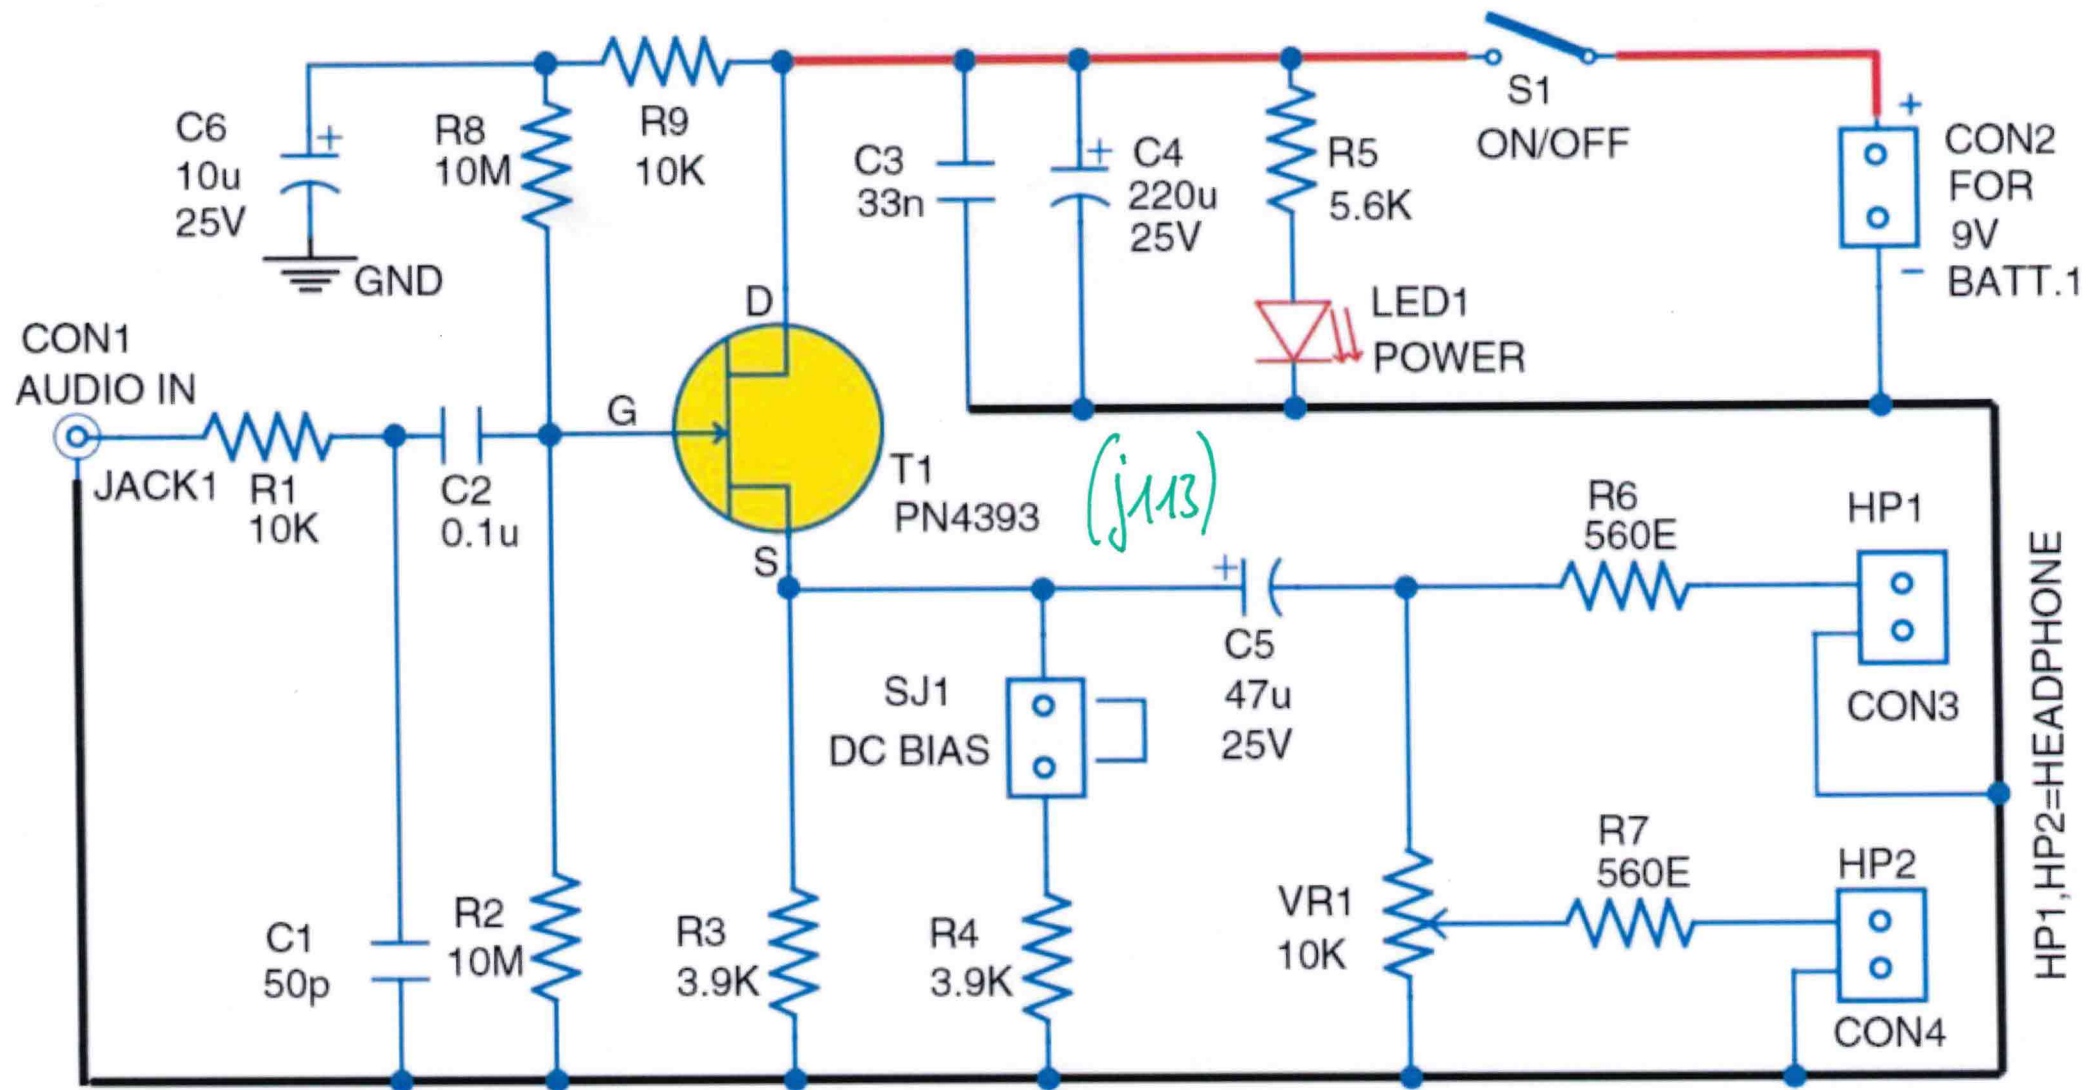 C6
10u
25V
+
GND
R8
10M
R9
10K
C3
33n
+
C4
220u
25V
R5
5.6K
S1
ON/OFF
+
CON2
FOR
9V
BATT.1
−
LED1
POWER
CON1
AUDIO IN
JACK1
R1
10K
C2
0.1u
G
D
S
T1
PN4393
(j113)
+
C5
47u
25V
R6
560E
HP1
CON3
SJ1
DC BIAS
C1
50p
R2
10M
R3
3.9K
R4
3.9K
VR1
10K
R7
560E
HP2
CON4
HP1,HP2=HEADPHONE